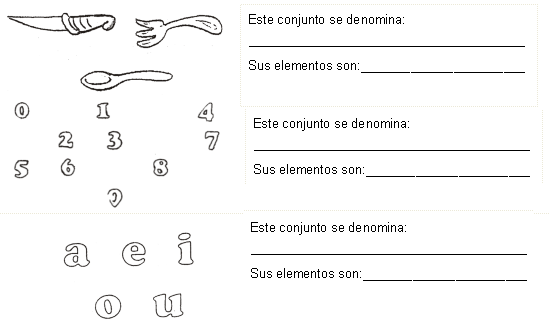 Este conjunto se denomina:
Sus elementos son:
0 1 4
Este conjunto se denomina:
2 3 7
Sus elementos son:
5 6 8
9
a e i
Este conjunto se denomina:
Sus elementos son:
o u